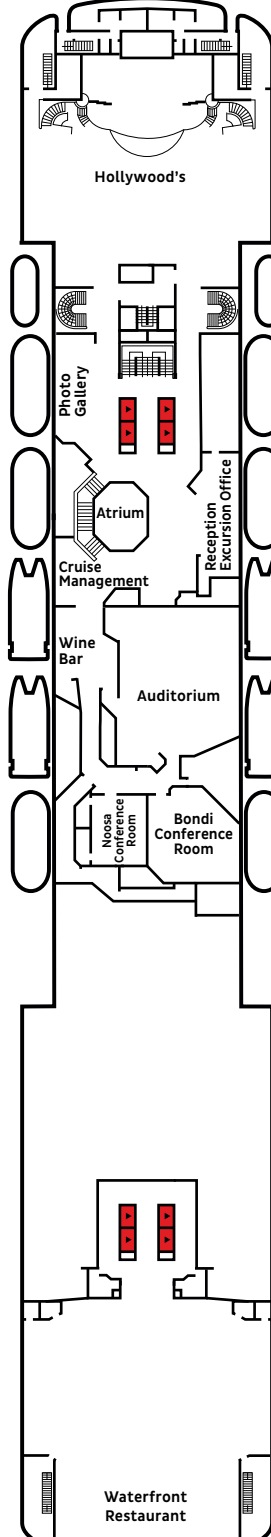 Hollywood's
Photo
Gallery
Atrium
Reception
Excursion Office
Cruise
Management
Wine
Bar
Auditorium
Noosa
Conference
Room
Bondi
Conference
Room
Waterfront
Restaurant